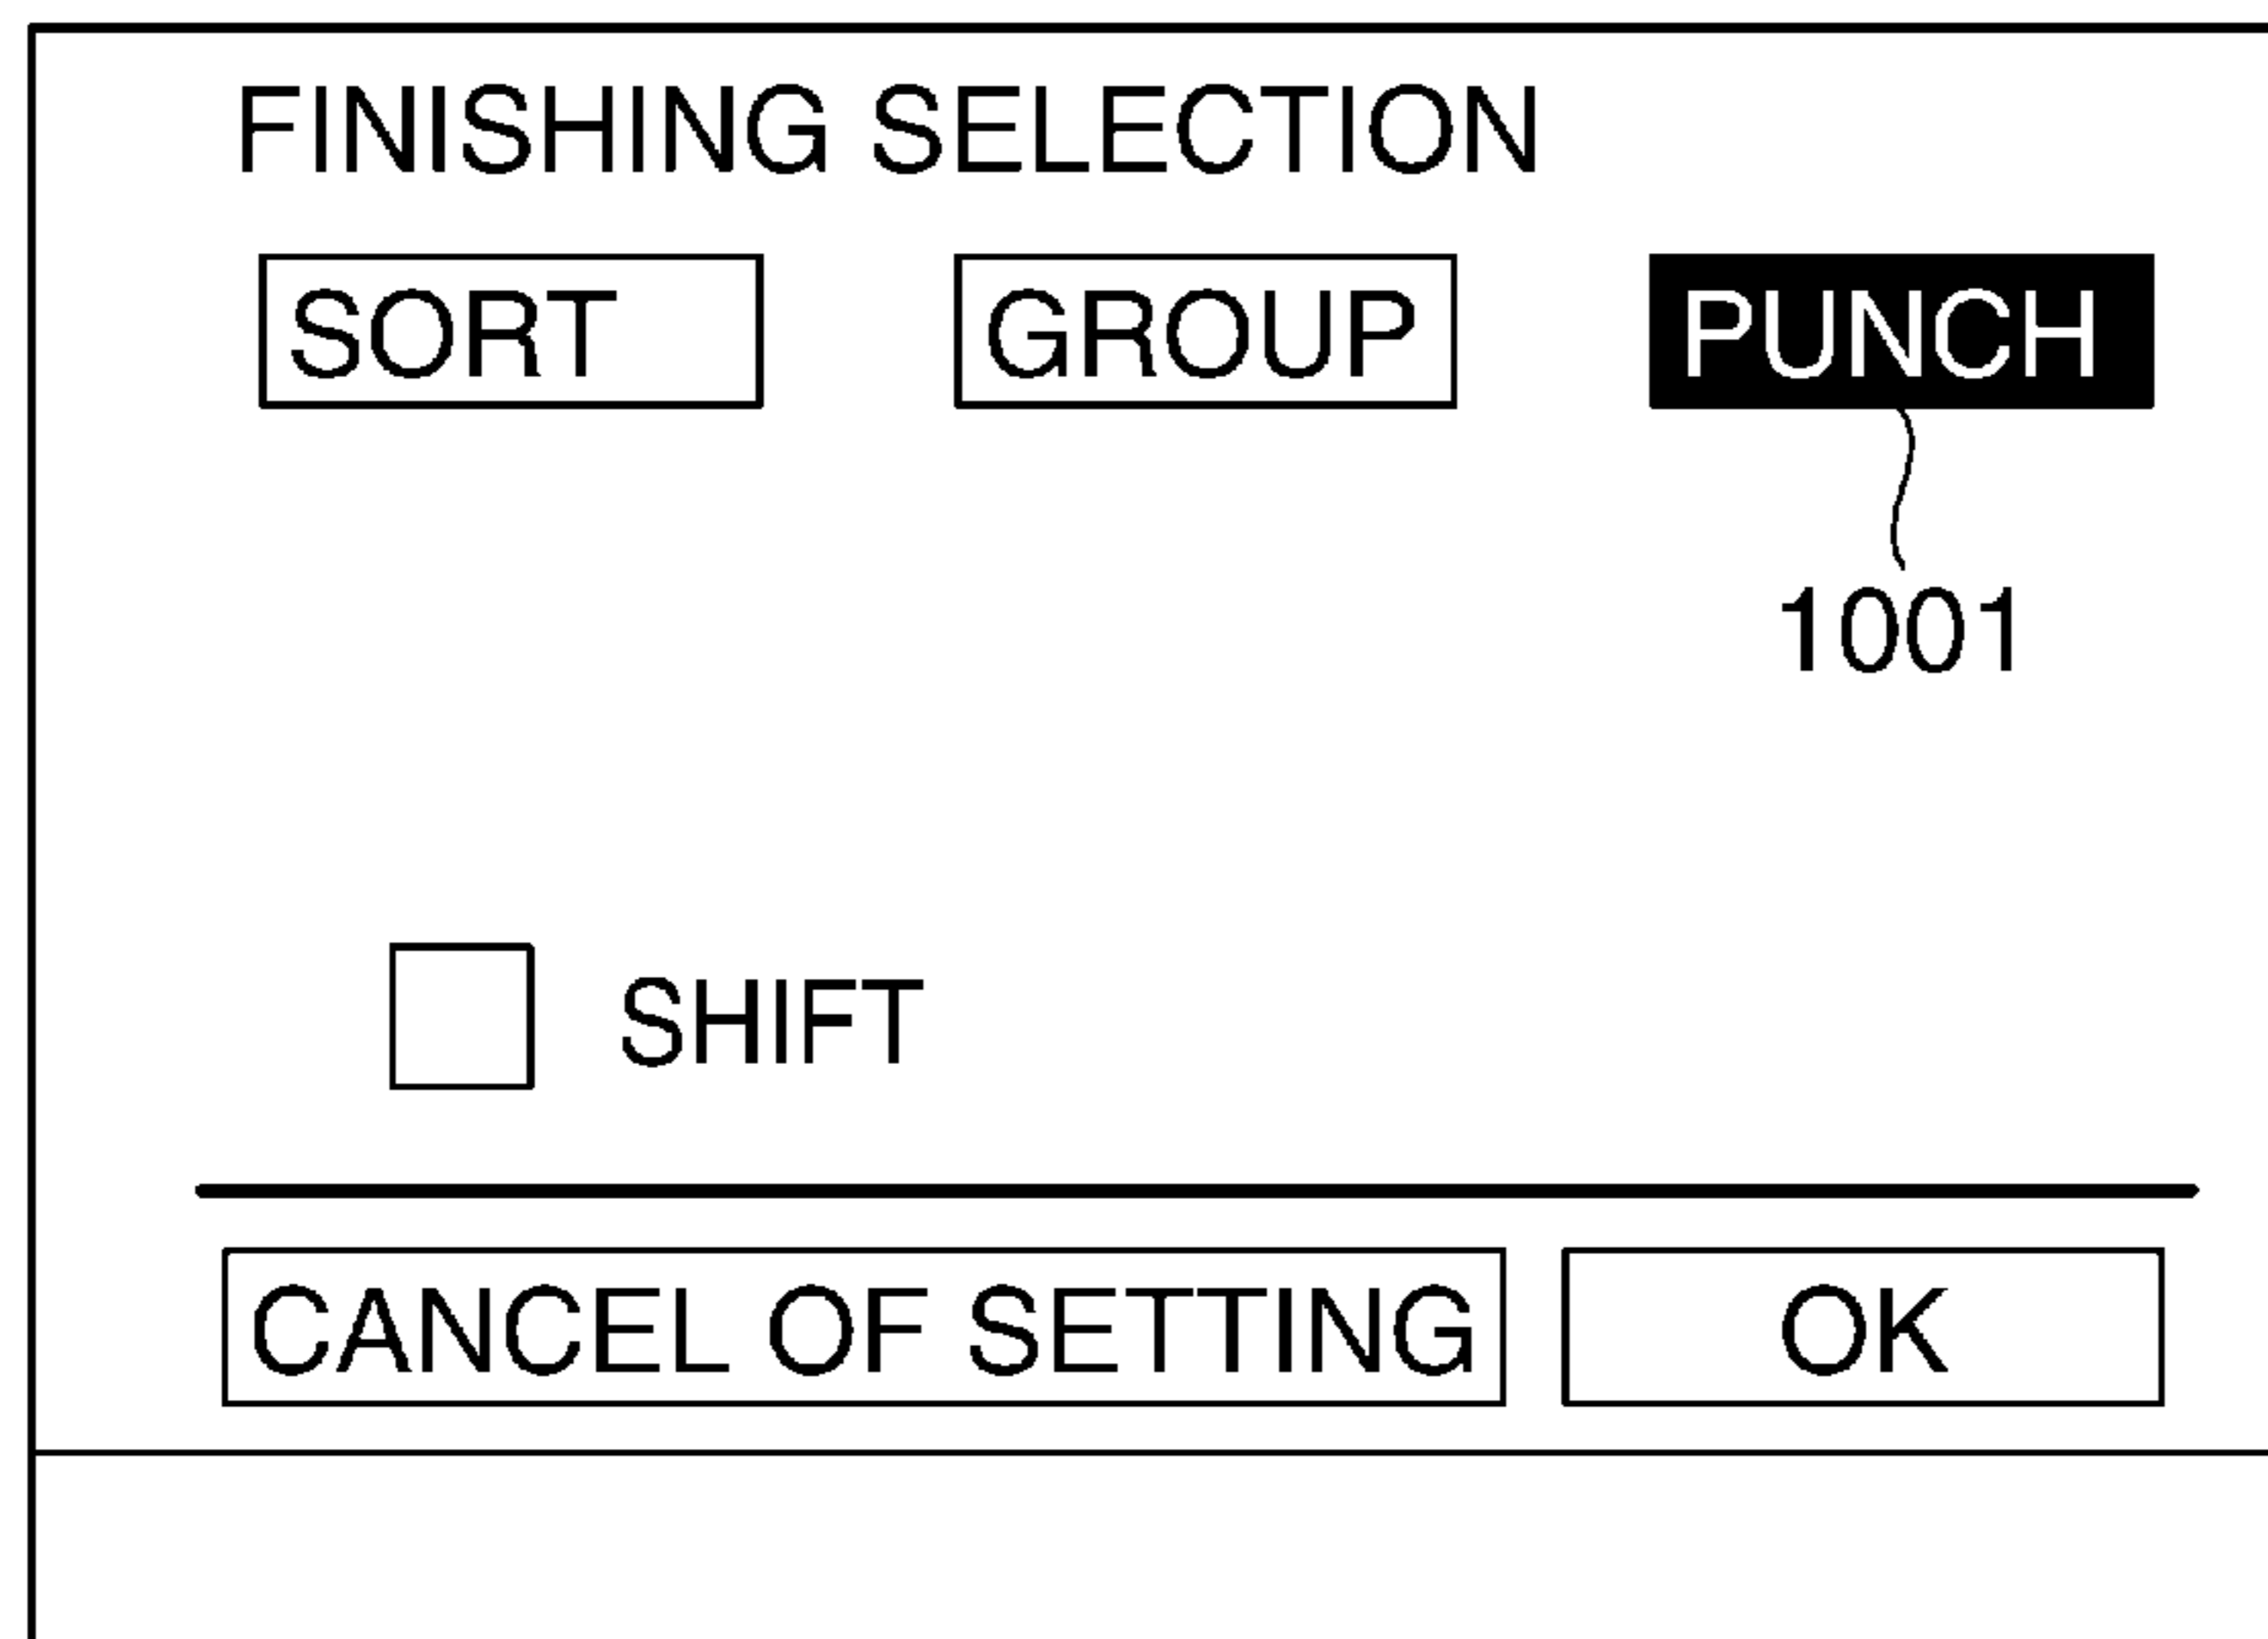 FINISHING SELECTION
SORT GROUP PUNCH
1001
SHIFT
CANCEL OF SETTING OK